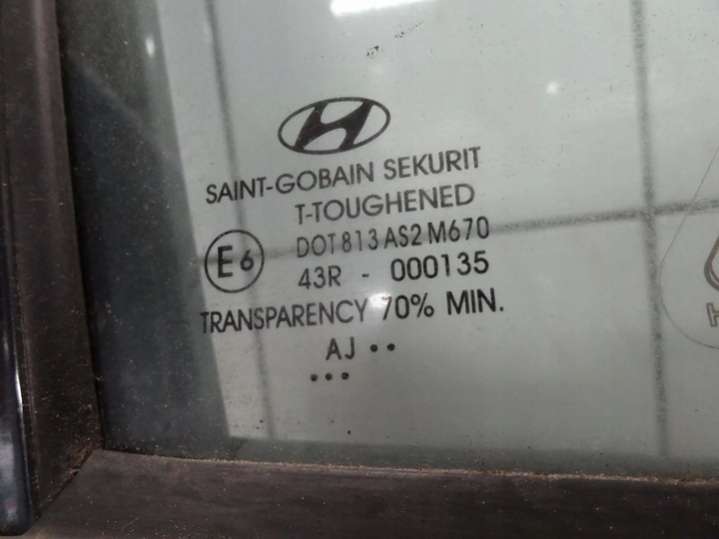 SAINT-GOBAIN SEKURIT
T-TOUGHENED
E6
DOT 813 AS2 M670
43R - 000135
TRANSPARENCY 70% MIN.
AJ ••
•••
H